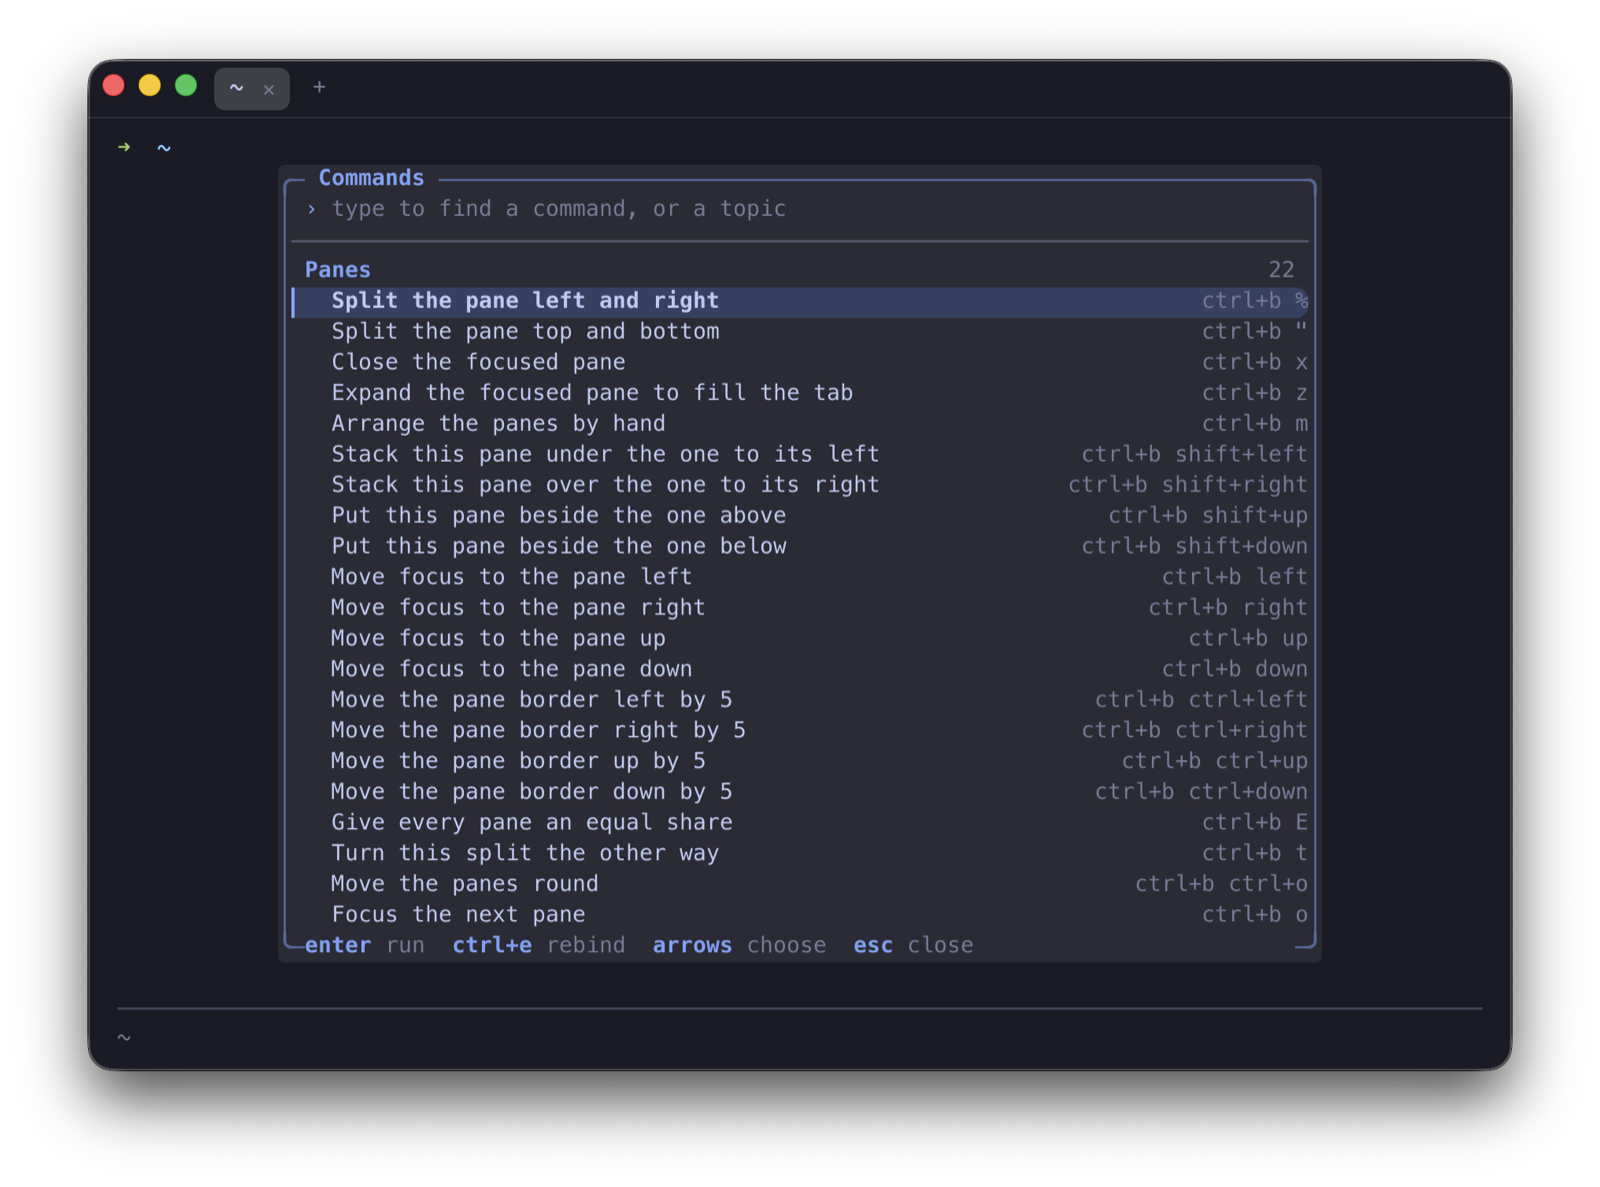 ~ × +
➜ ~
Commands
› type to find a command, or a topic
Panes 22
Split the pane left and right ctrl+b %
Split the pane top and bottom ctrl+b "
Close the focused pane ctrl+b x
Expand the focused pane to fill the tab ctrl+b z
Arrange the panes by hand ctrl+b m
Stack this pane under the one to its left ctrl+b shift+left
Stack this pane over the one to its right ctrl+b shift+right
Put this pane beside the one above ctrl+b shift+up
Put this pane beside the one below ctrl+b shift+down
Move focus to the pane left ctrl+b left
Move focus to the pane right ctrl+b right
Move focus to the pane up ctrl+b up
Move focus to the pane down ctrl+b down
Move the pane border left by 5 ctrl+b ctrl+left
Move the pane border right by 5 ctrl+b ctrl+right
Move the pane border up by 5 ctrl+b ctrl+up
Move the pane border down by 5 ctrl+b ctrl+down
Give every pane an equal share ctrl+b E
Turn this split the other way ctrl+b t
Move the panes round ctrl+b ctrl+o
Focus the next pane ctrl+b o
enter run ctrl+e rebind arrows choose esc close
~